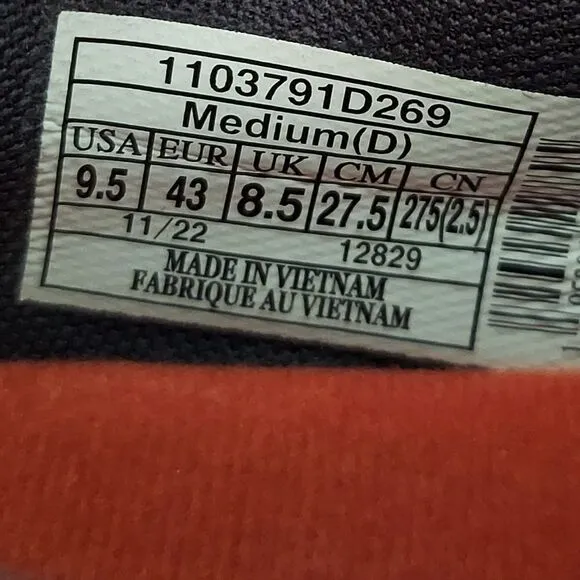 1103791D269
Medium(D)
USA EUR UK CM CN
9.5 43 8.5 27.5 275(2.5)
11/22 12829
MADE IN VIETNAM
FABRIQUE AU VIETNAM